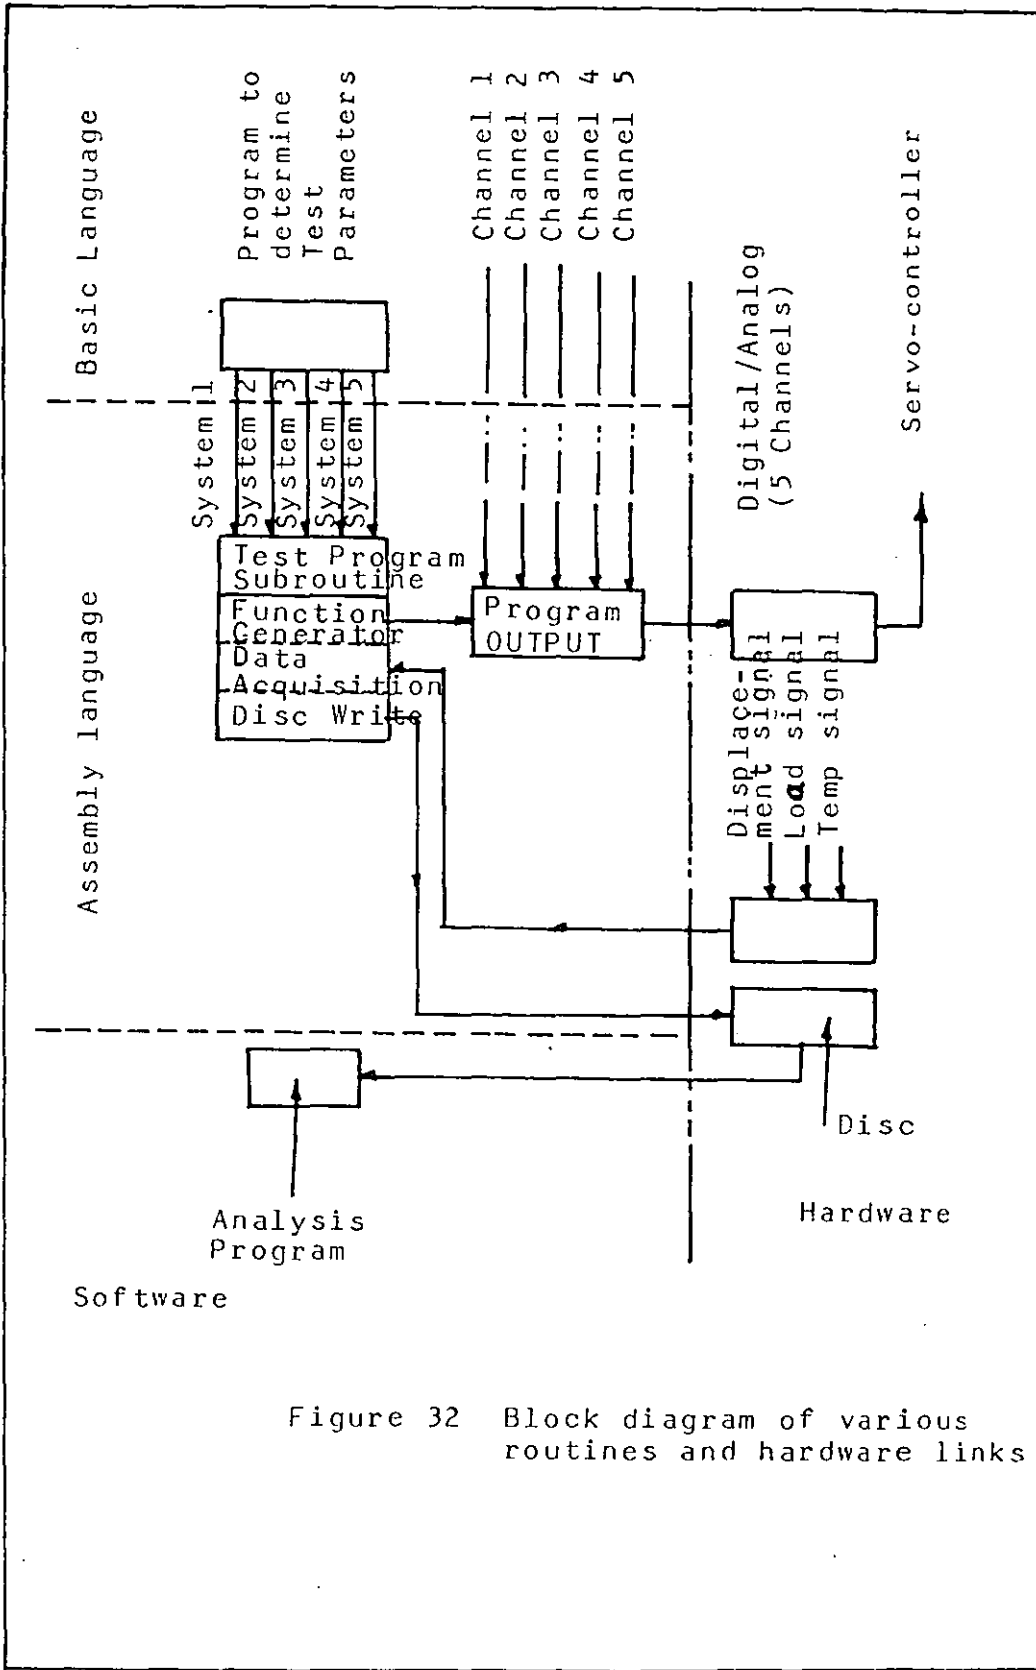 Basic Language
Program to
determine
Test
Parameters
Channel 1
Channel 2
Channel 3
Channel 4
Channel 5
System 1
System 2
System 3
System 4
System 5
Assembly language
Test Program
Subroutine
Function
Generator
Data
Acquisition
Disc Write
Program
OUTPUT
Digital/Analog
(5 Channels)
Servo-controller
Displace-
ment signal
Load signal
Temp signal
Disc
Hardware
Analysis
Program
Software
Figure 32 Block diagram of various
routines and hardware links